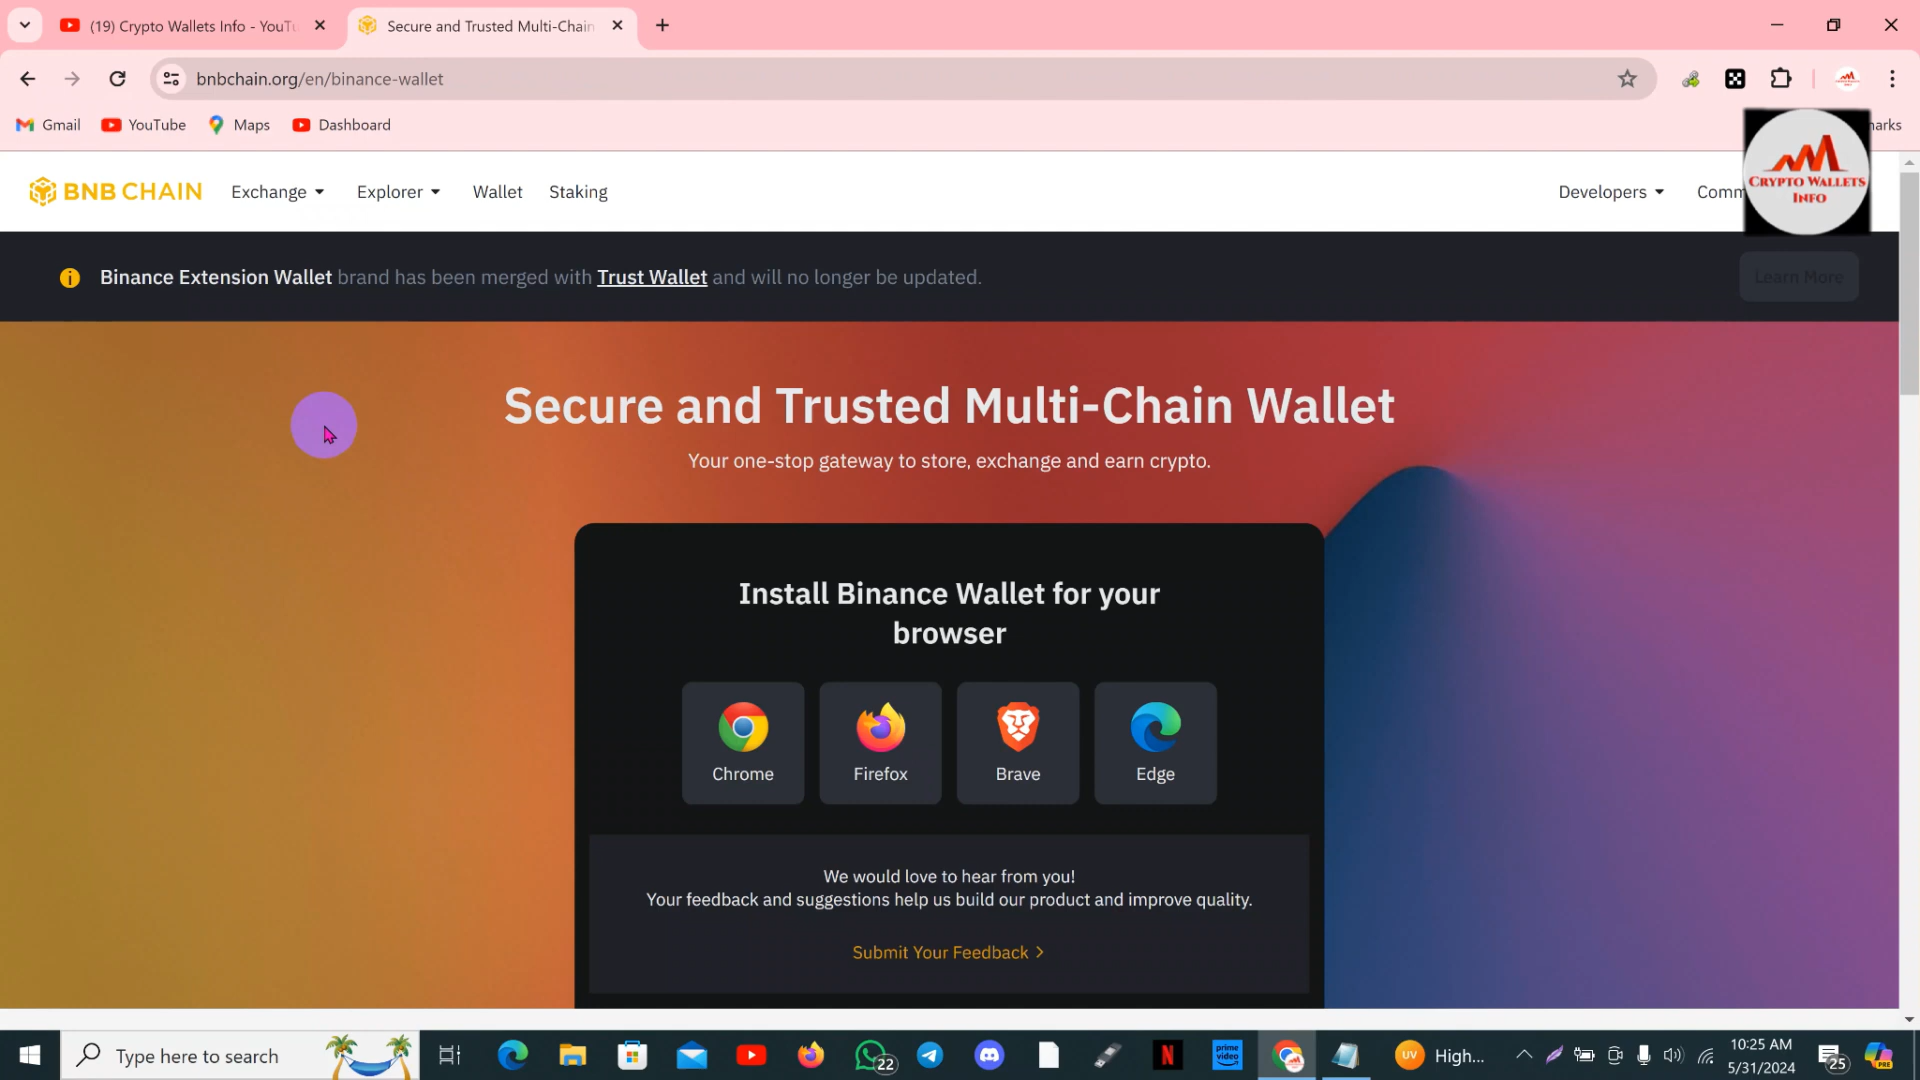 (19) Crypto Wallets Info - YouTu
Secure and Trusted Multi-Chain
bnbchain.org/en/binance-wallet
Gmail
YouTube
Maps
Dashboard
CRYPTO WALLETS
INFO
BNB CHAIN
Exchange
Explorer
Wallet
Staking
Developers
Binance Extension Wallet brand has been merged with Trust Wallet and will no longer be updated.
Learn More
Secure and Trusted Multi-Chain Wallet
Your one-stop gateway to store, exchange and earn crypto.
Install Binance Wallet for your
browser
Chrome
Firefox
Brave
Edge
We would love to hear from you!
Your feedback and suggestions help us build our product and improve quality.
Submit Your Feedback >
Type here to search
22
prime video
UV
High...
10:25 AM
5/31/2024
25
PRE